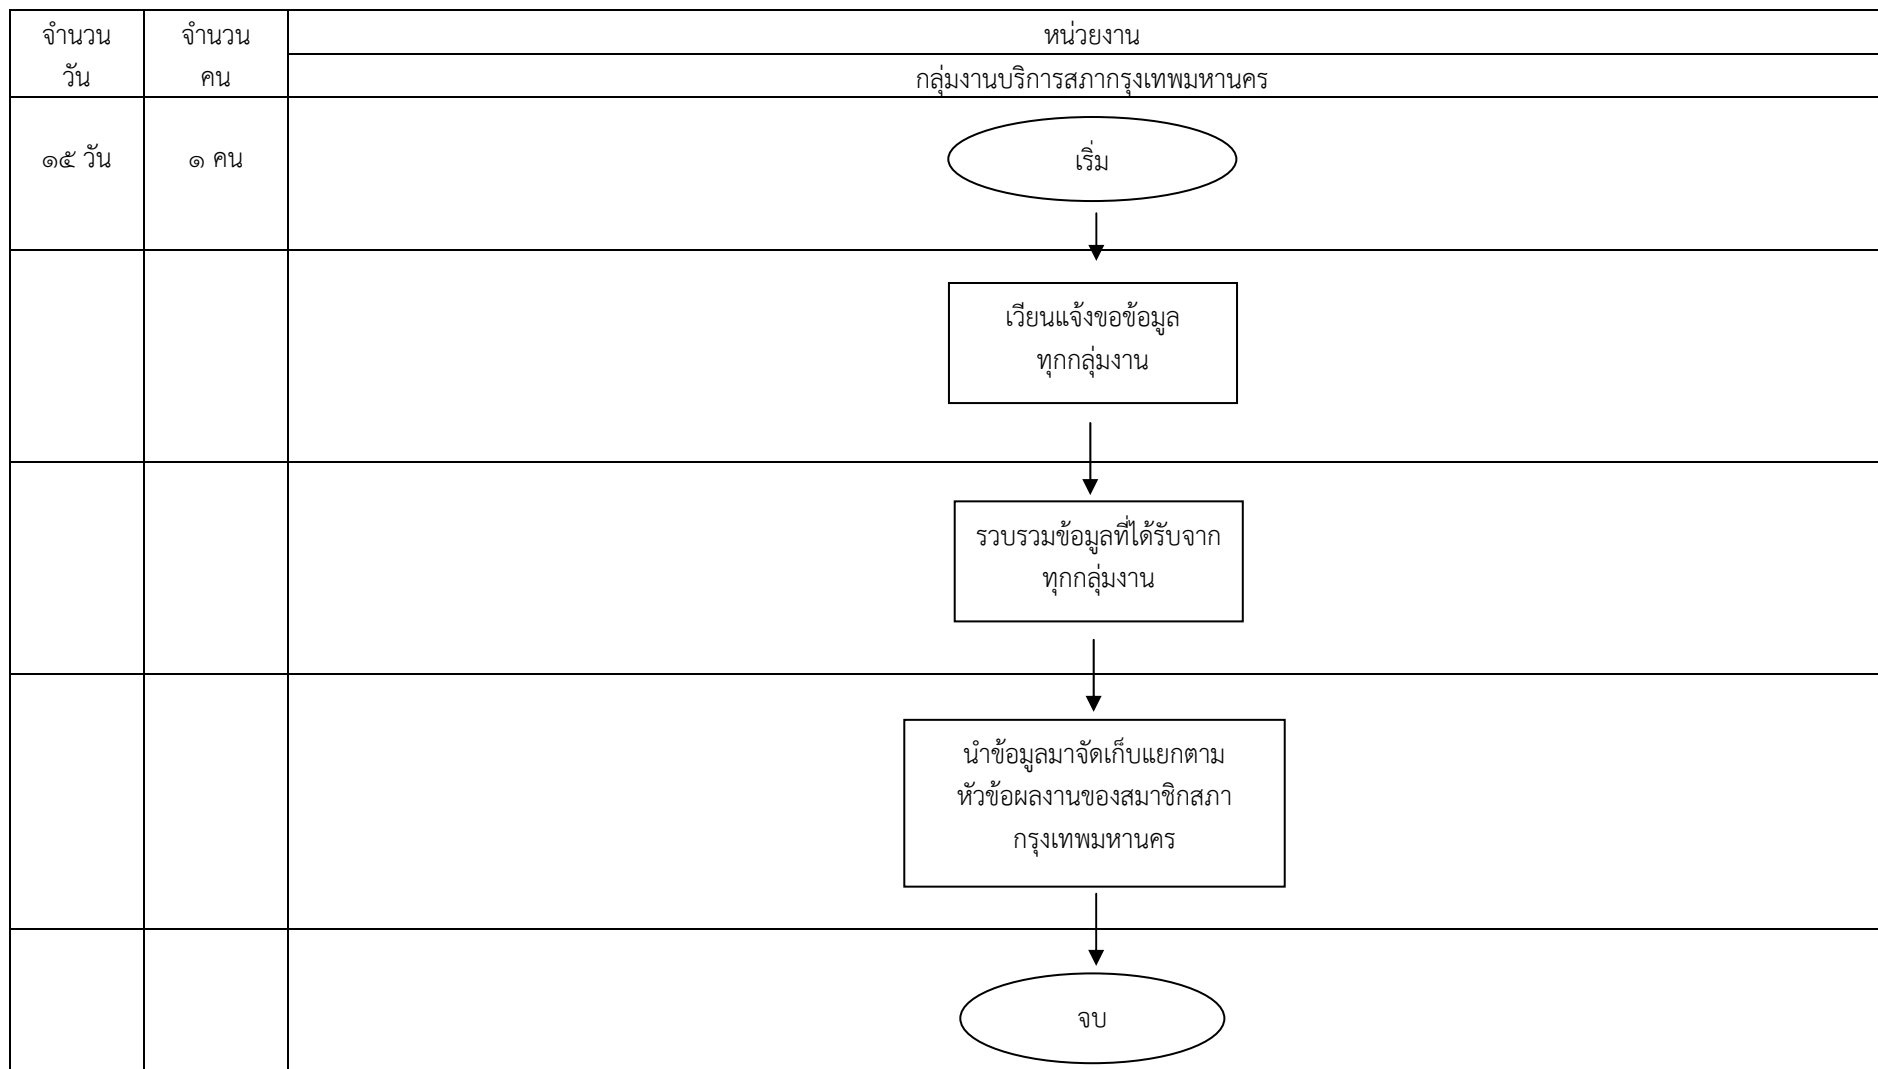 จำนวน
วัน
จำนวน
คน
หน่วยงาน
กลุ่มงานบริการสภากรุงเทพมหานคร
๑๕ วัน
๑ คน
เริ่ม
เวียนแจ้งขอข้อมูล
ทุกกลุ่มงาน
รวบรวมข้อมูลที่ได้รับจาก
ทุกกลุ่มงาน
นำข้อมูลมาจัดเก็บแยกตาม
หัวข้อผลงานของสมาชิกสภา
กรุงเทพมหานคร
จบ